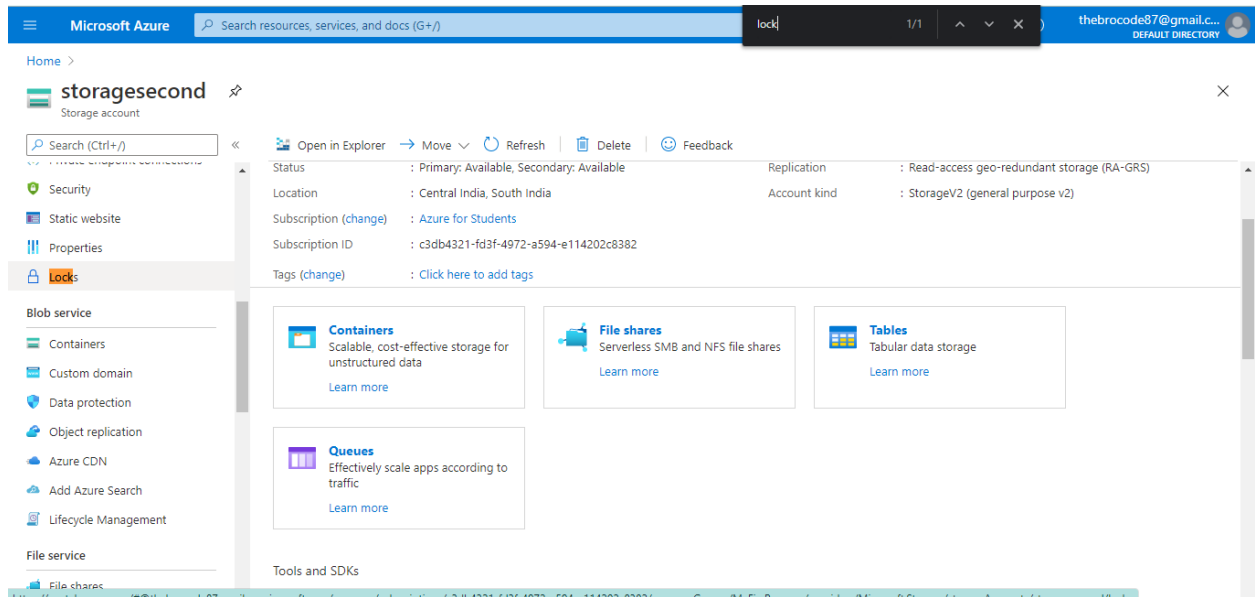 Microsoft Azure
Search resources, services, and docs (G+/)
lock
1/1
thebrocode87@gmail.c...
DEFAULT DIRECTORY
Home >
storagesecond
Storage account
Search (Ctrl+/)
«
Open in Explorer
Move
Refresh
Delete
Feedback
Private endpoint connections
Security
Static website
Properties
Locks
Blob service
Containers
Custom domain
Data protection
Object replication
Azure CDN
Add Azure Search
Lifecycle Management
File service
File shares
Status : Primary: Available, Secondary: Available
Location : Central India, South India
Subscription (change) : Azure for Students
Subscription ID : c3db4321-fd3f-4972-a594-e114202c8382
Tags (change) : Click here to add tags
Replication : Read-access geo-redundant storage (RA-GRS)
Account kind : StorageV2 (general purpose v2)
Containers
Scalable, cost-effective storage for
unstructured data
Learn more
File shares
Serverless SMB and NFS file shares
Learn more
Tables
Tabular data storage
Learn more
Queues
Effectively scale apps according to
traffic
Learn more
Tools and SDKs